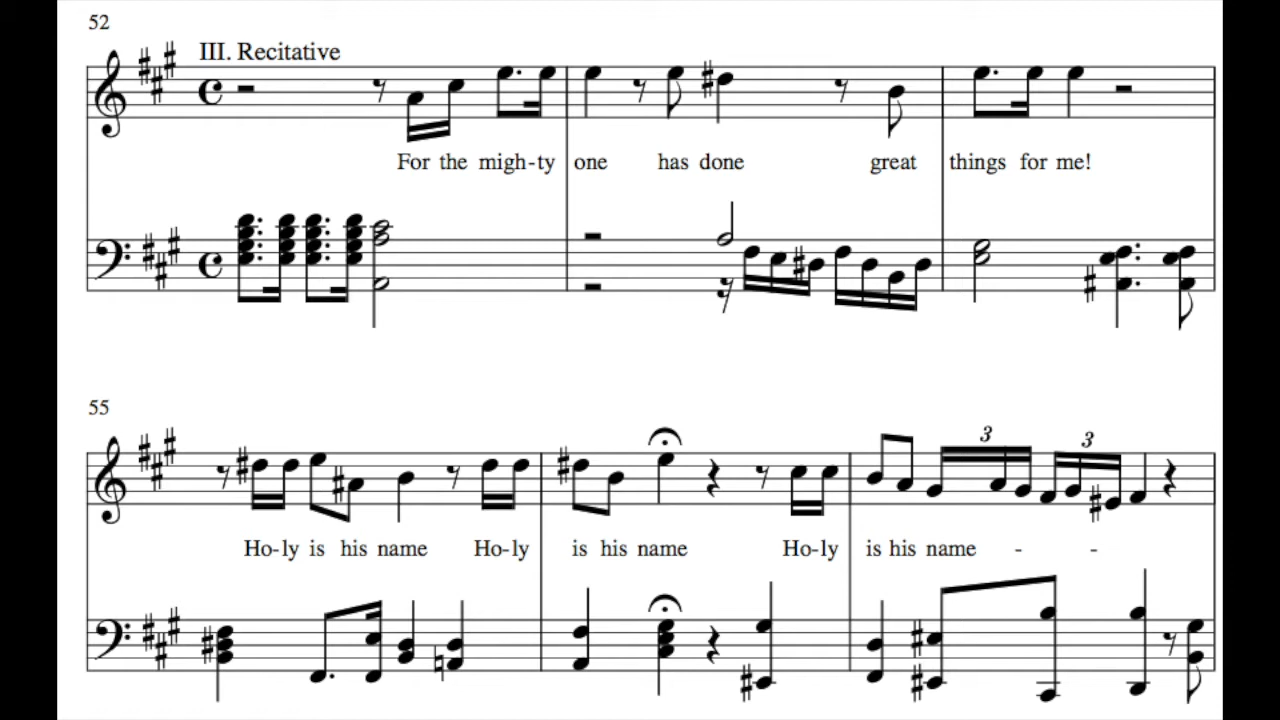 52
III. Recitative
For the migh-ty one has done great things for me!
55
3 3
Ho-ly is his name Ho-ly is his name Ho-ly is his name - -